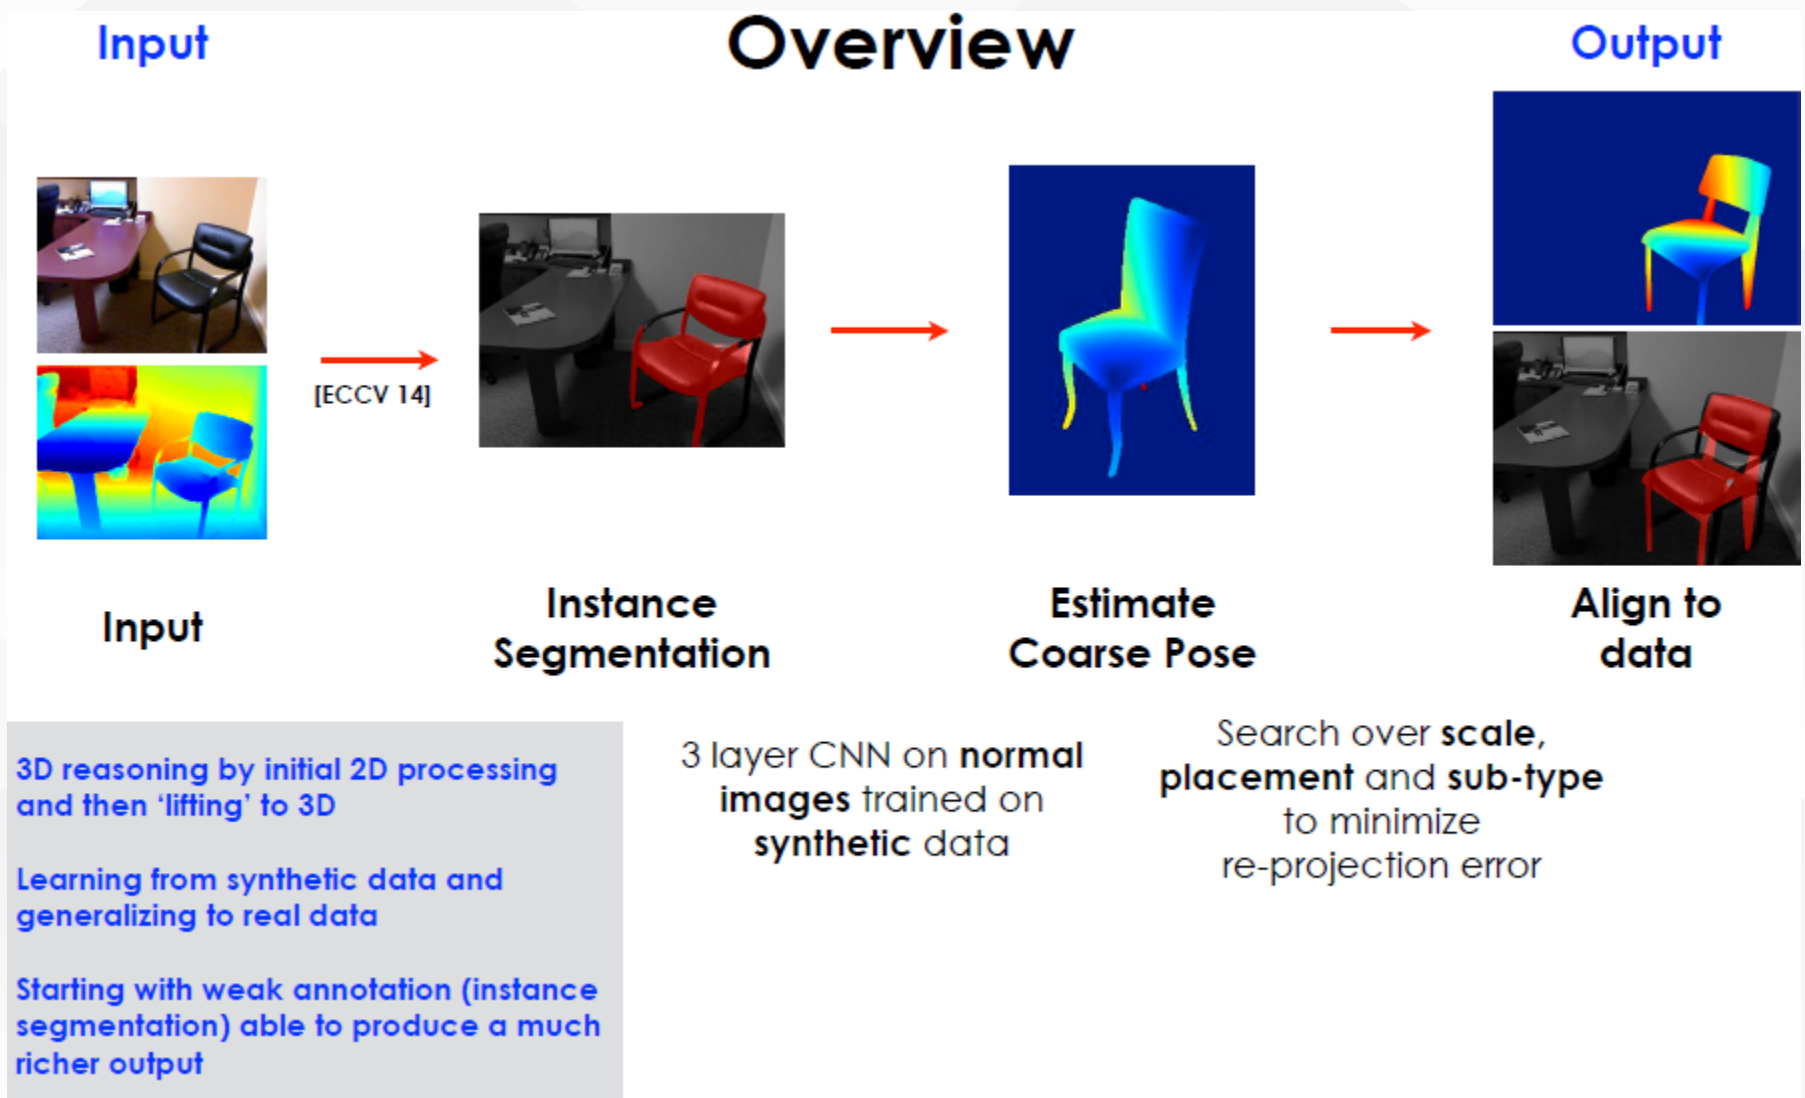 Input
Overview
Output
[ECCV 14]
Input
Instance
Segmentation
Estimate
Coarse Pose
Align to
data
3D reasoning by initial 2D processing
and then ‘lifting’ to 3D
Learning from synthetic data and
generalizing to real data
Starting with weak annotation (instance
segmentation) able to produce a much
richer output
3 layer CNN on normal
images trained on
synthetic data
Search over scale,
placement and sub-type
to minimize
re-projection error